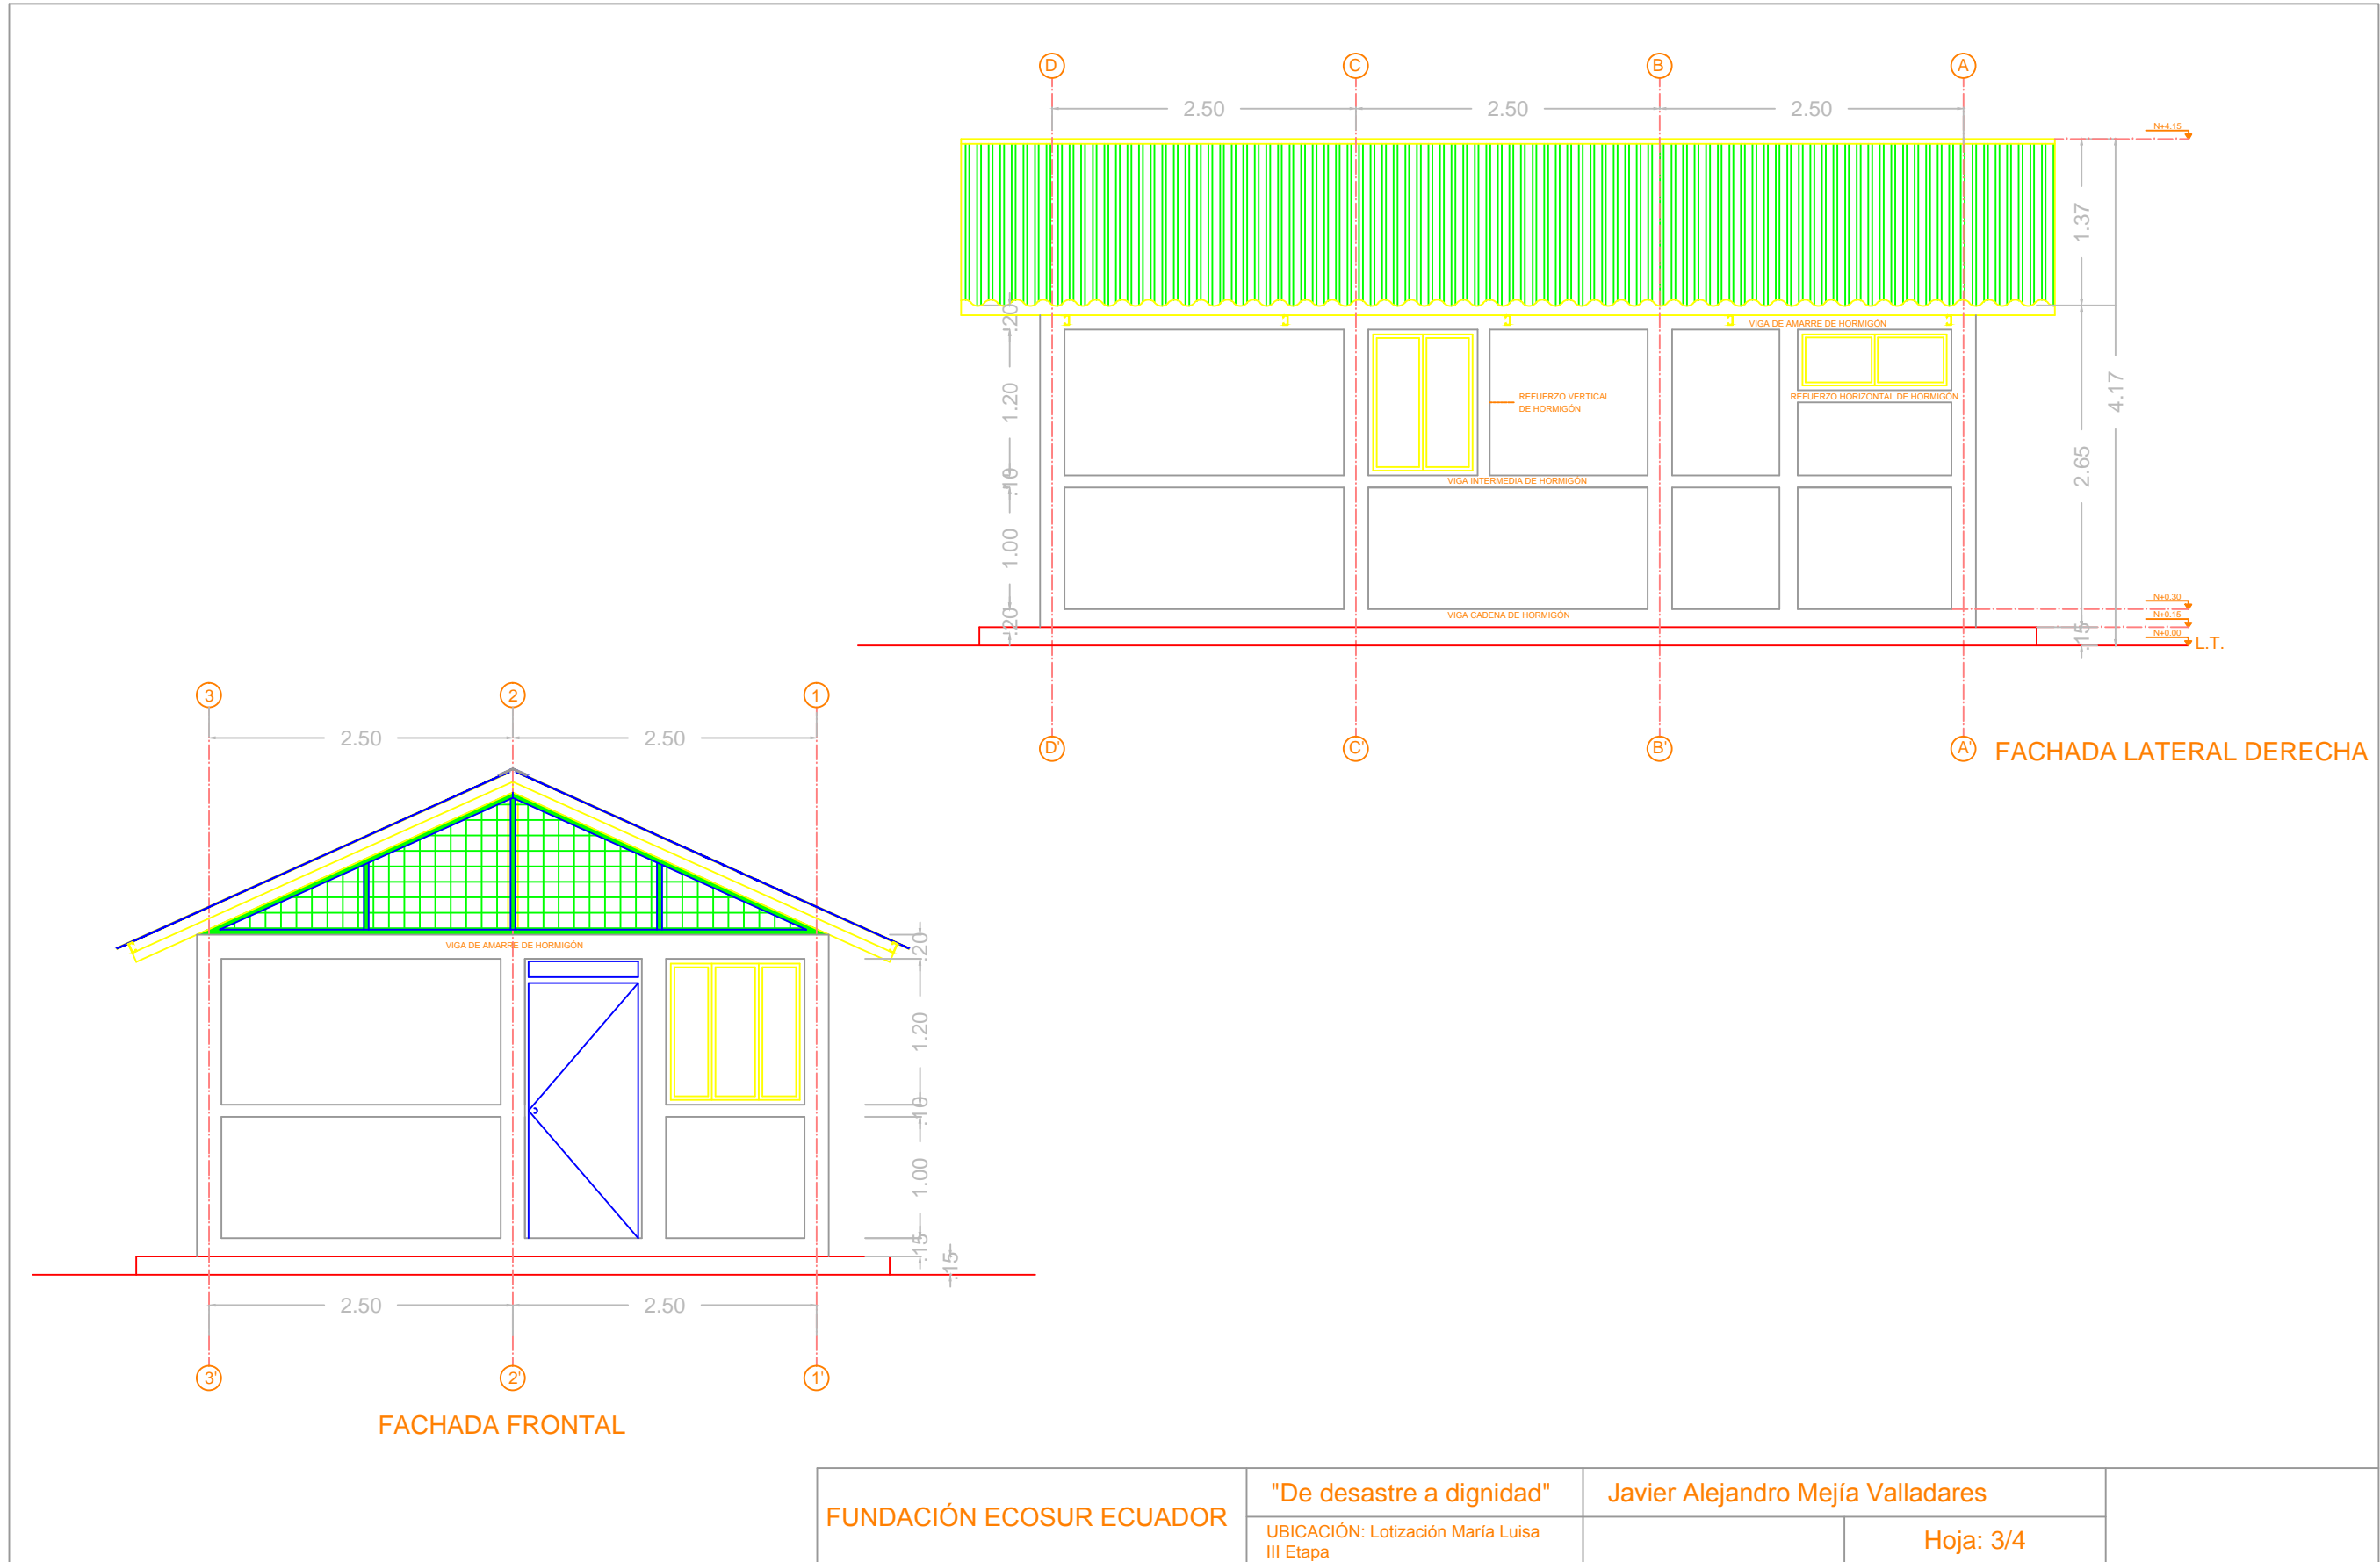 D
C
B
A
2.50
2.50
2.50
N+4,15
1.37
.20
VIGA DE AMARRE DE HORMIGÓN
1.20
REFUERZO VERTICAL
DE HORMIGÓN
REFUERZO HORIZONTAL DE HORMIGÓN
4.17
.10
VIGA INTERMEDIA DE HORMIGÓN
2.65
1.00
N+0,30
.20
VIGA CADENA DE HORMIGÓN
N+0,15
.15
N+0,00
L.T.
D'
C'
B'
A'
FACHADA LATERAL DERECHA
3
2
1
2.50
2.50
VIGA DE AMARRE DE HORMIGÓN
.20
1.20
.10
1.00
.15
.15
2.50
2.50
3'
2'
1'
FACHADA FRONTAL
FUNDACIÓN ECOSUR ECUADOR
"De desastre a dignidad"
UBICACIÓN: Lotización María Luisa
III Etapa
Javier Alejandro Mejía Valladares
Hoja: 3/4